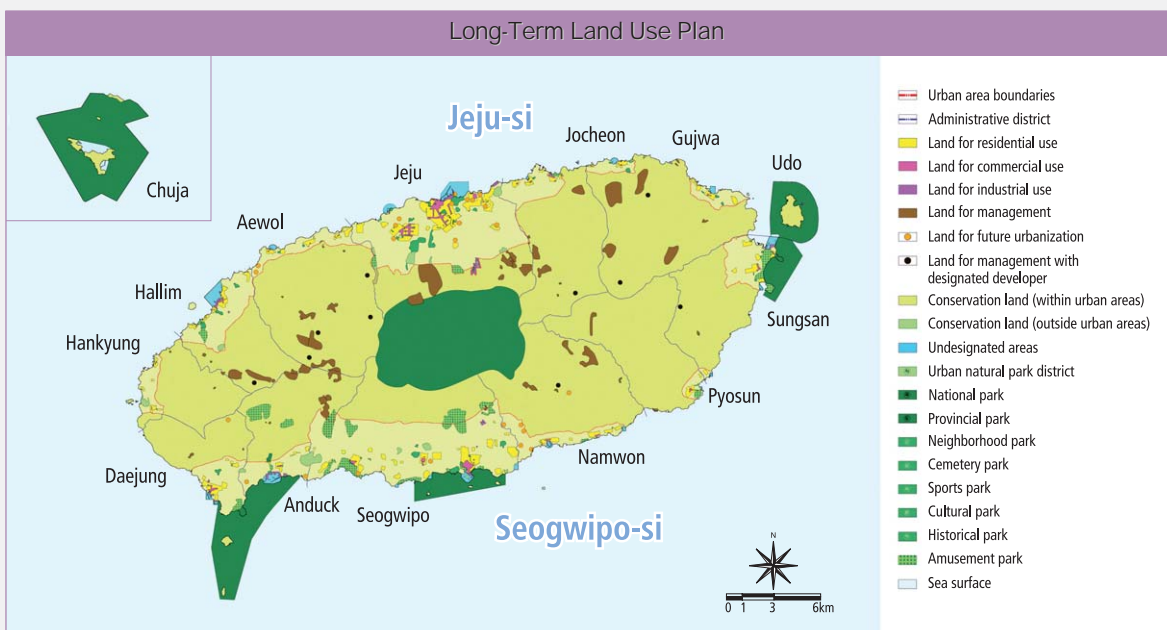 Long-Term Land Use Plan
Chuja
Jeju-si
Jocheon
Gujwa
Udo
Jeju
Aewol
Hallim
Hankyung
Sungsan
Pyosun
Namwon
Daejung
Anduck
Seogwipo
Seogwipo-si
N
0 1 3 6km
Urban area boundaries
Administrative district
Land for residential use
Land for commercial use
Land for industrial use
Land for management
Land for future urbanization
Land for management with
designated developer
Conservation land (within urban areas)
Conservation land (outside urban areas)
Undesignated areas
Urban natural park district
National park
Provincial park
Neighborhood park
Cemetery park
Sports park
Cultural park
Historical park
Amusement park
Sea surface